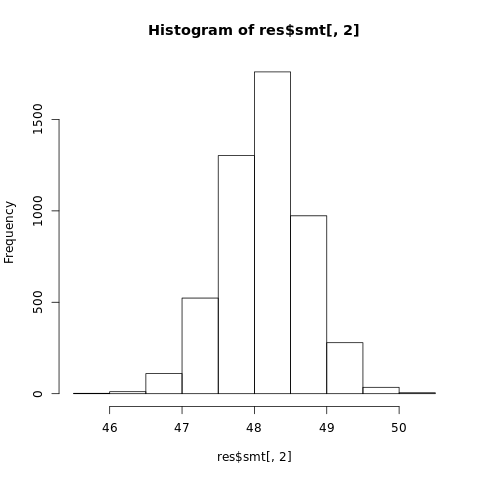 Histogram of res$smt[, 2]
Frequency
1500
1000
500
0
46 47 48 49 50
res$smt[, 2]